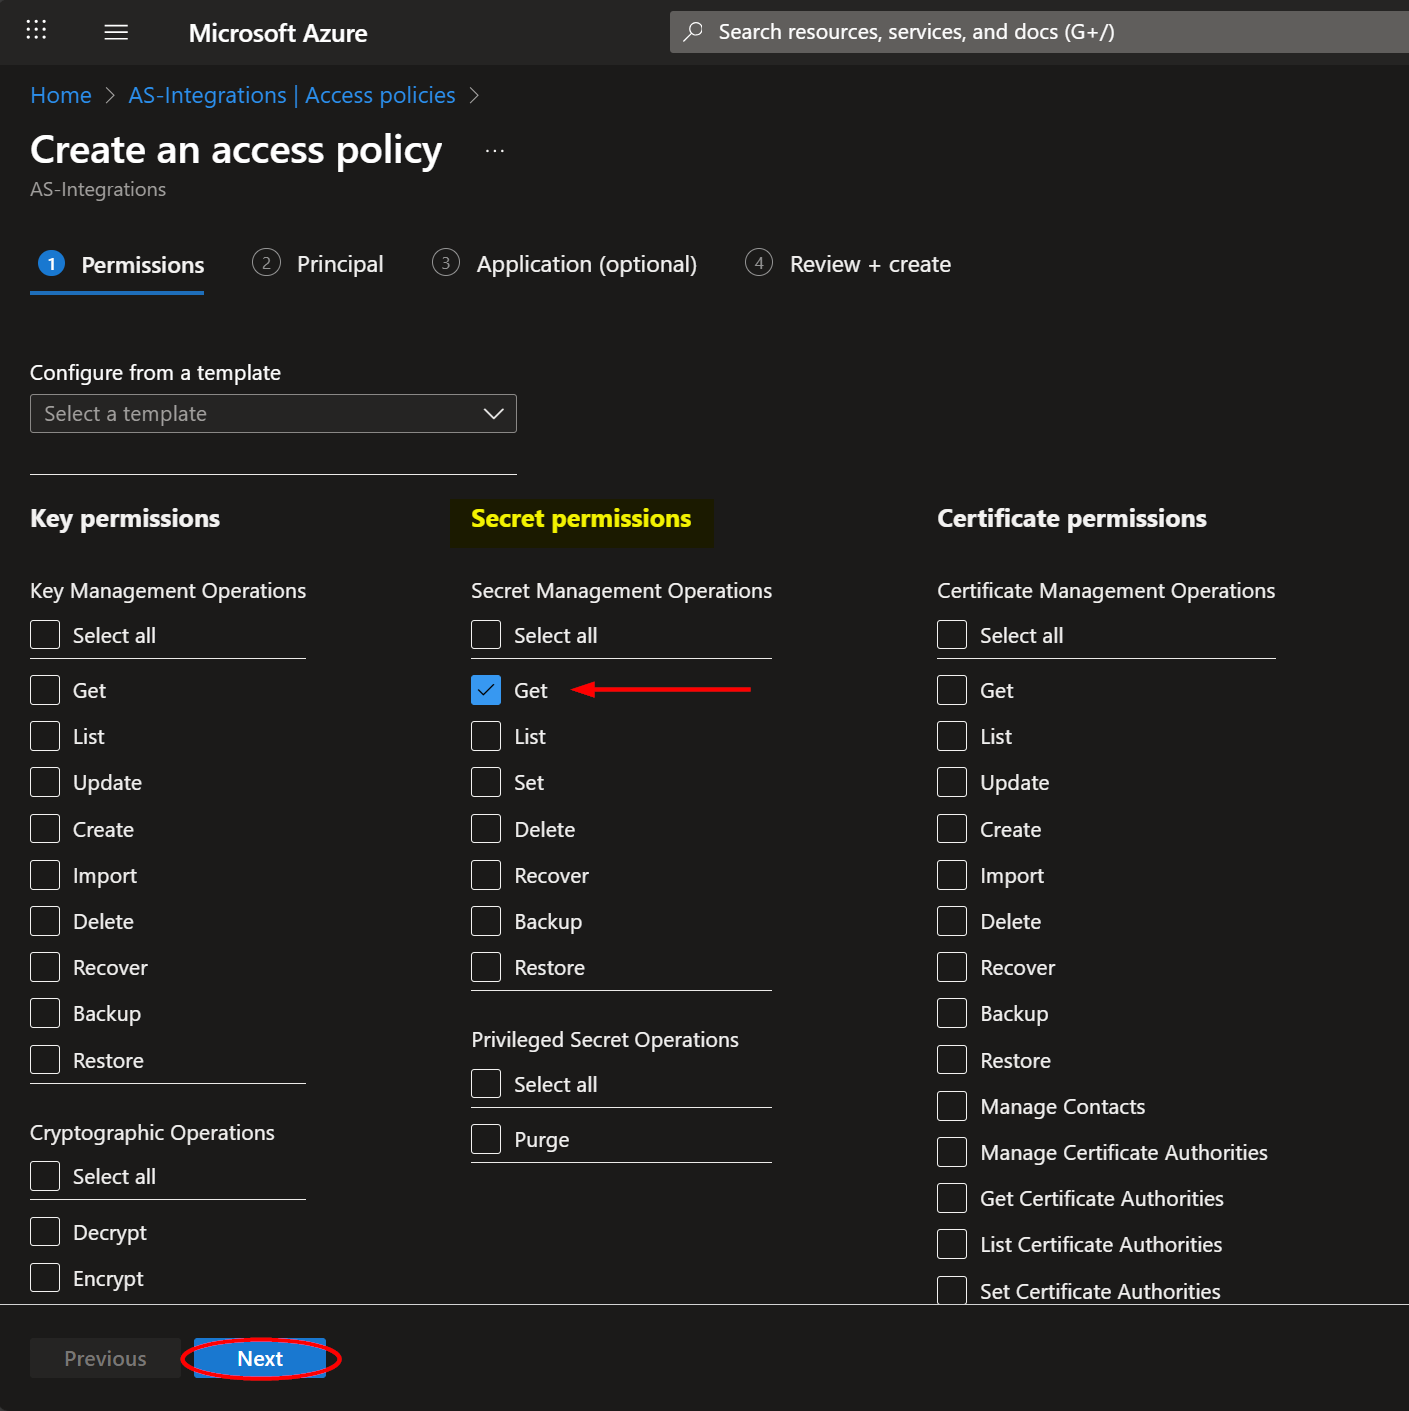 Microsoft Azure
Search resources, services, and docs (G+/)
Home > AS-Integrations | Access policies >
Create an access policy ...
AS-Integrations
1 Permissions
2 Principal
3 Application (optional)
4 Review + create
Configure from a template
Select a template
Key permissions
Key Management Operations
Select all
Get
List
Update
Create
Import
Delete
Recover
Backup
Restore
Cryptographic Operations
Select all
Decrypt
Encrypt
Secret permissions
Secret Management Operations
Select all
Get
List
Set
Delete
Recover
Backup
Restore
Privileged Secret Operations
Select all
Purge
Certificate permissions
Certificate Management Operations
Select all
Get
List
Update
Create
Import
Delete
Recover
Backup
Restore
Manage Contacts
Manage Certificate Authorities
Get Certificate Authorities
List Certificate Authorities
Set Certificate Authorities
Previous
Next